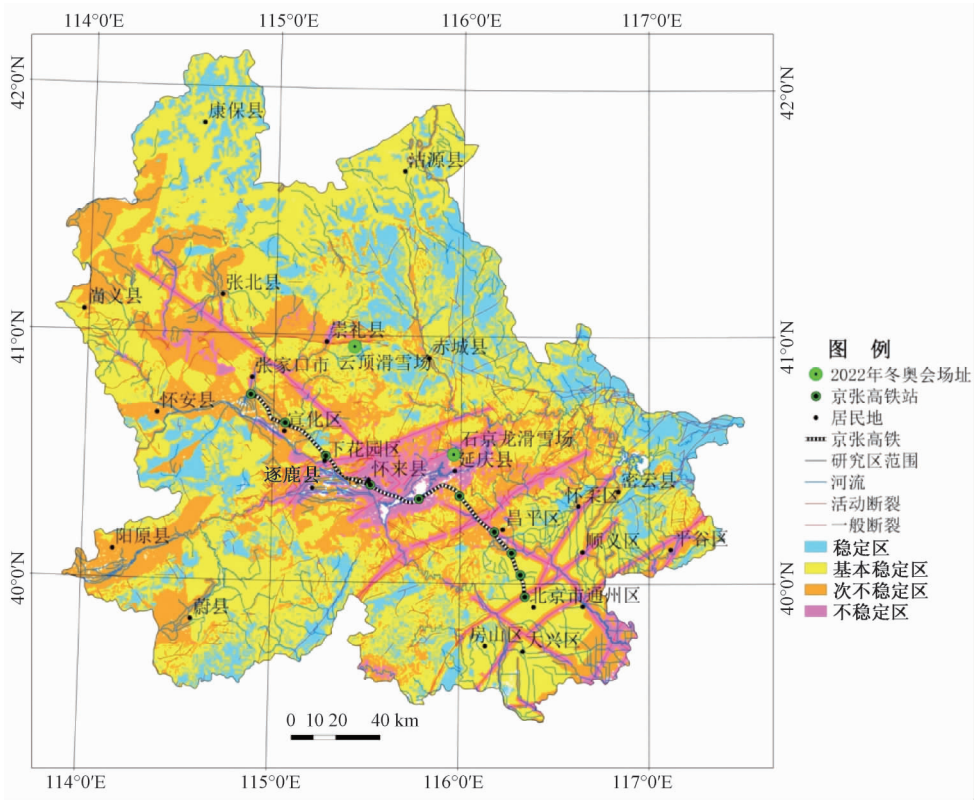 114°0′E
115°0′E
116°0′E
117°0′E
42°0′N
42°0′N
康保县
沽源县
张北县
尚义县
崇礼县
41°0′N
41°0′N
云顶滑雪场
赤城县
张家口市
怀安县
宣化区
石京龙滑雪场
下花园区
延庆县
怀来县
逐鹿县
密云县
怀柔区
昌平区
阳原县
顺义区
平谷区
40°0′N
40°0′N
北京市
通州区
蔚县
房山区
大兴区
0 10 20 40 km
114°0′E
115°0′E
116°0′E
117°0′E
图 例
2022年冬奥会场址
京张高铁站
居民地
京张高铁
研究区范围
河流
活动断裂
一般断裂
稳定区
基本稳定区
次不稳定区
不稳定区